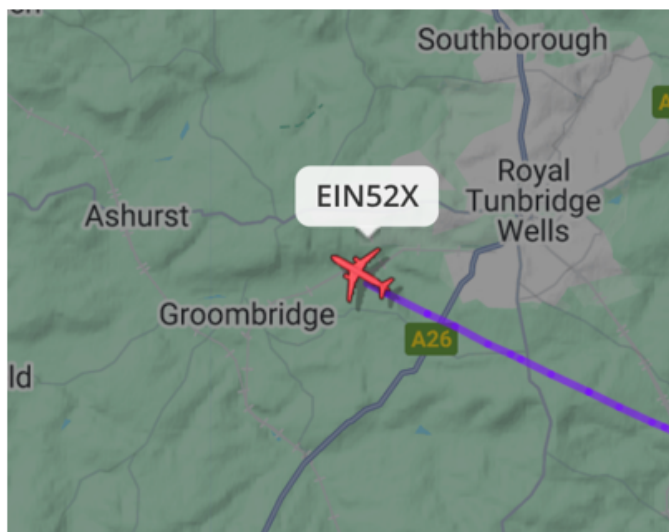 Southborough
A
EIN52X
Royal
Tunbridge
Wells
Ashurst
Groombridge
A26
ld